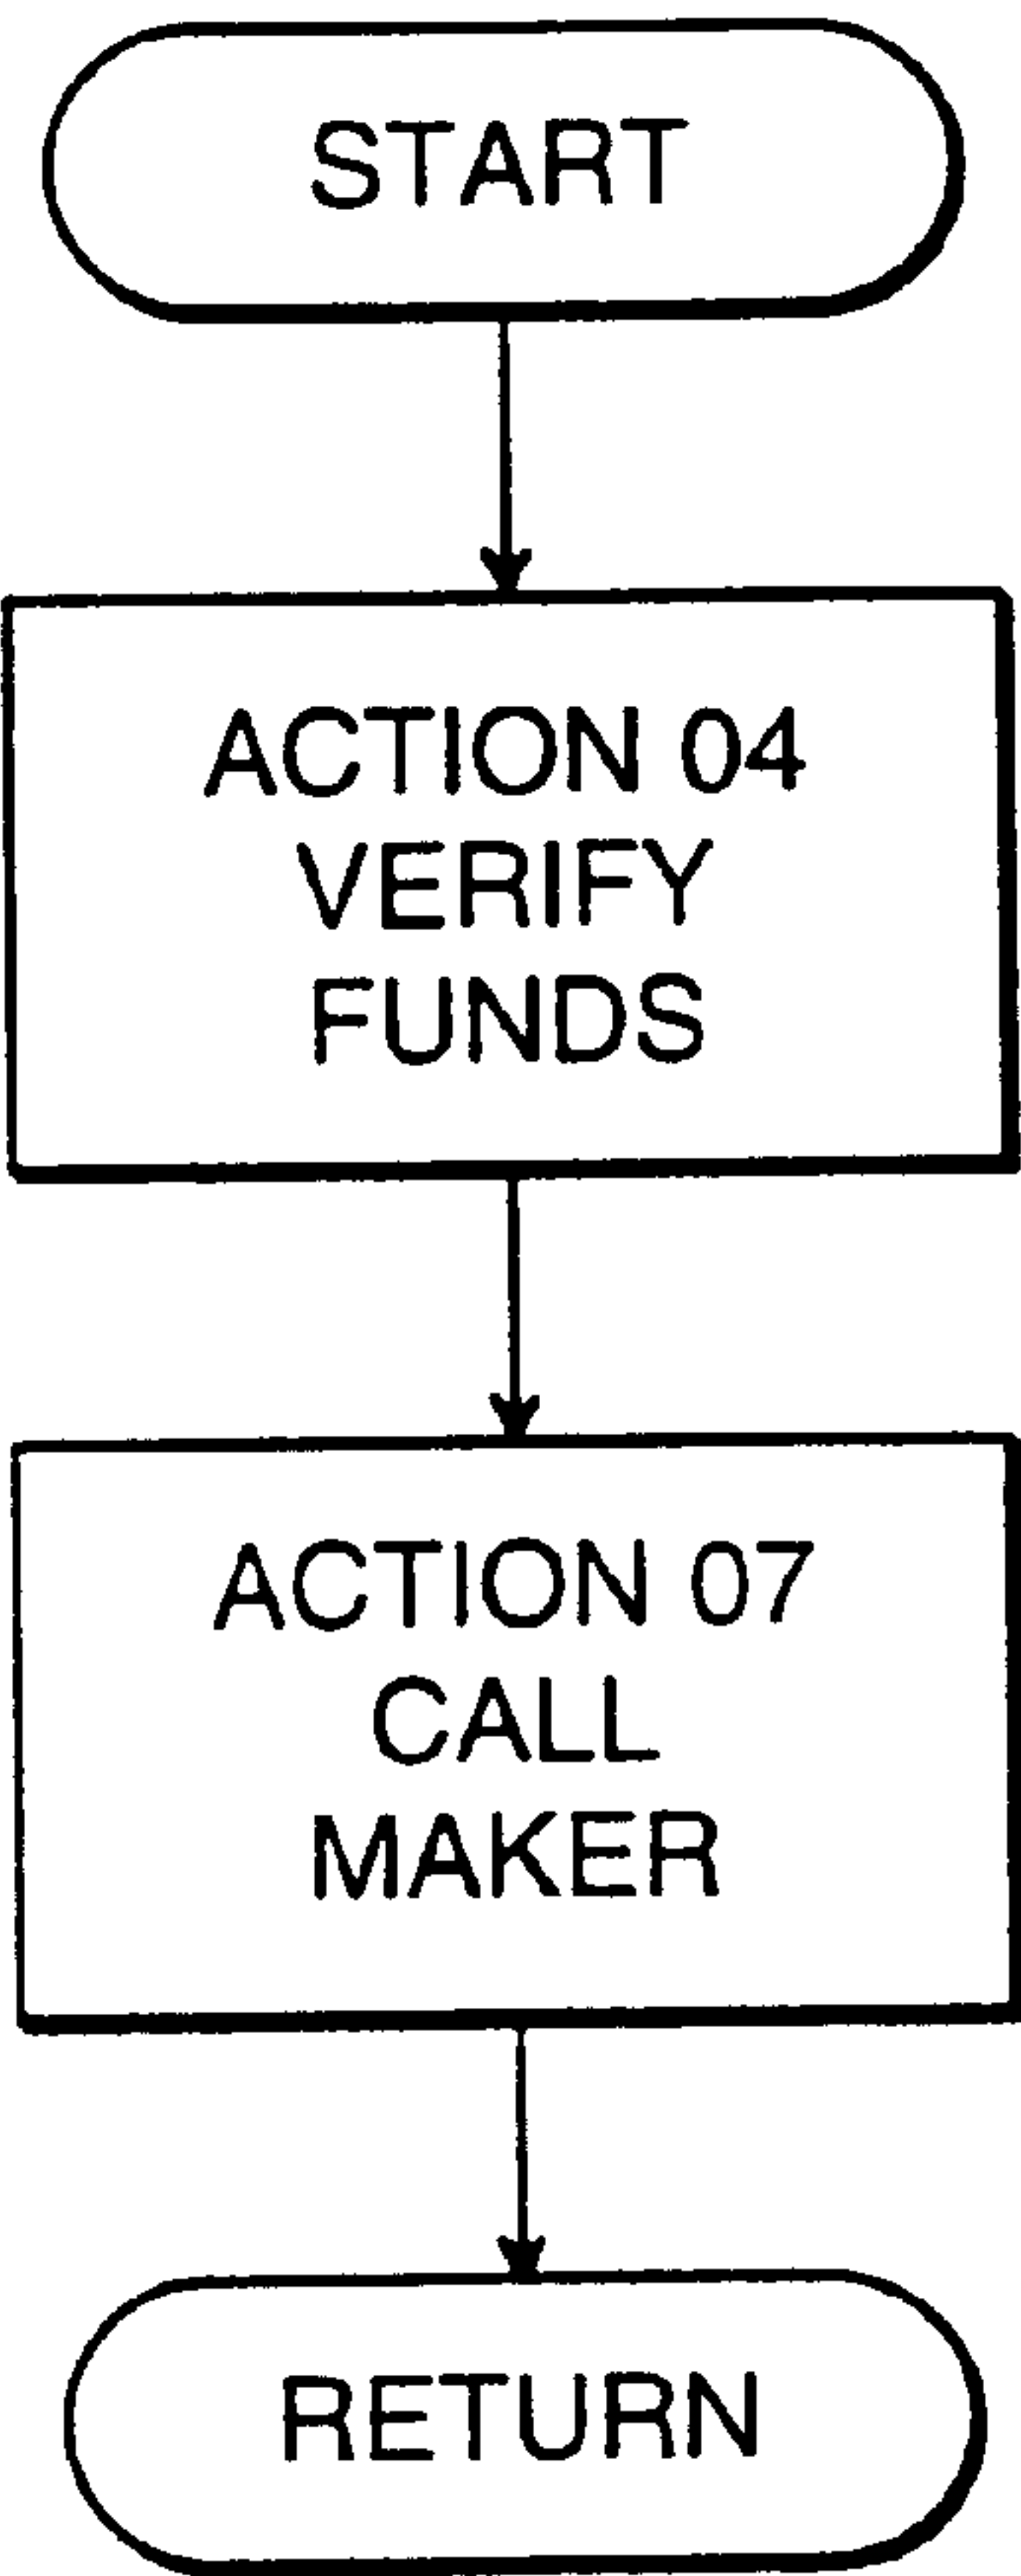 START
ACTION 04
VERIFY
FUNDS
ACTION 07
CALL
MAKER
RETURN